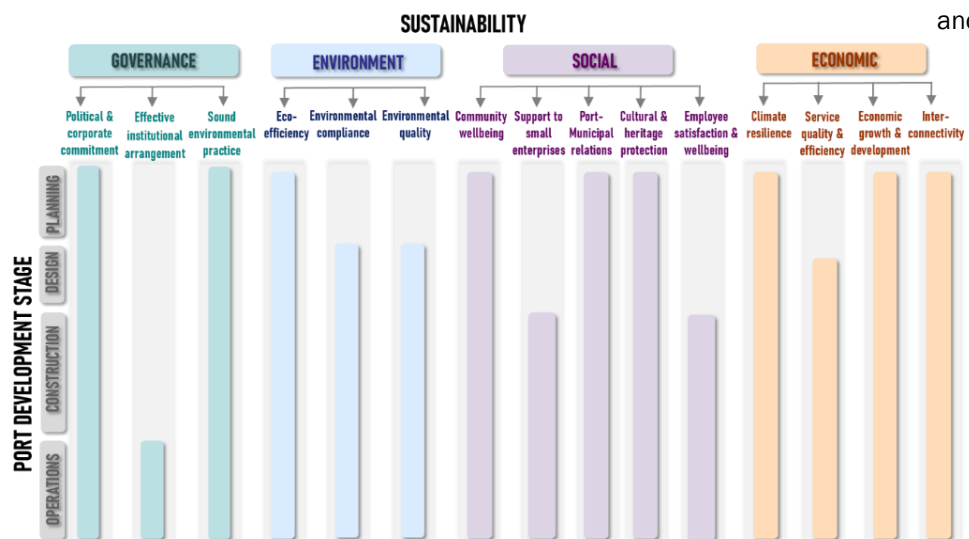 SUSTAINABILITY
and
GOVERNANCE
ENVIRONMENT
SOCIAL
ECONOMIC
Political &
corporate
commitment
Effective
institutional
arrangement
Sound
environmental
practice
Eco-
efficiency
Environmental
compliance
Environmental
quality
Community
wellbeing
Support to
small
enterprises
Port-
Municipal
relations
Cultural &
heritage
protection
Employee
satisfaction &
wellbeing
Climate
resilience
Service
quality &
efficiency
Economic
growth &
development
Inter-
connectivity
PORT DEVELOPMENT STAGE
PLANNING
DESIGN
CONSTRUCTION
OPERATIONS